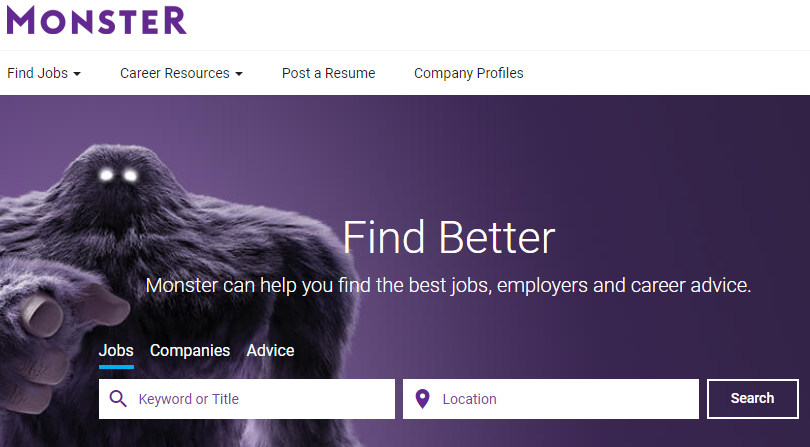 MONSTER
Find Jobs Career Resources Post a Resume Company Profiles
Find Better
Monster can help you find the best jobs, employers and career advice.
Jobs Companies Advice
Keyword or Title Location Search